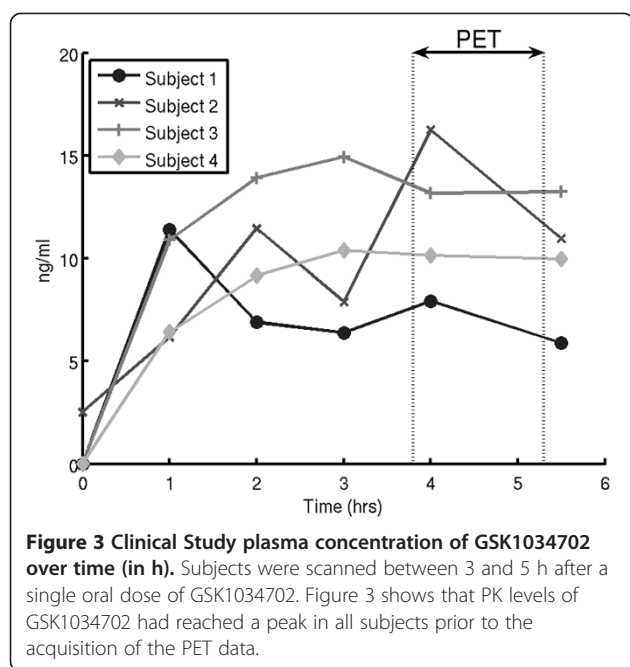 PET
20
15
10
5
0
ng/ml
Subject 1
Subject 2
Subject 3
Subject 4
0 1 2 3 4 5 6
Time (hrs)
Figure 3 Clinical Study plasma concentration of GSK1034702
over time (in h). Subjects were scanned between 3 and 5 h after a
single oral dose of GSK1034702. Figure 3 shows that PK levels of
GSK1034702 had reached a peak in all subjects prior to the
acquisition of the PET data.